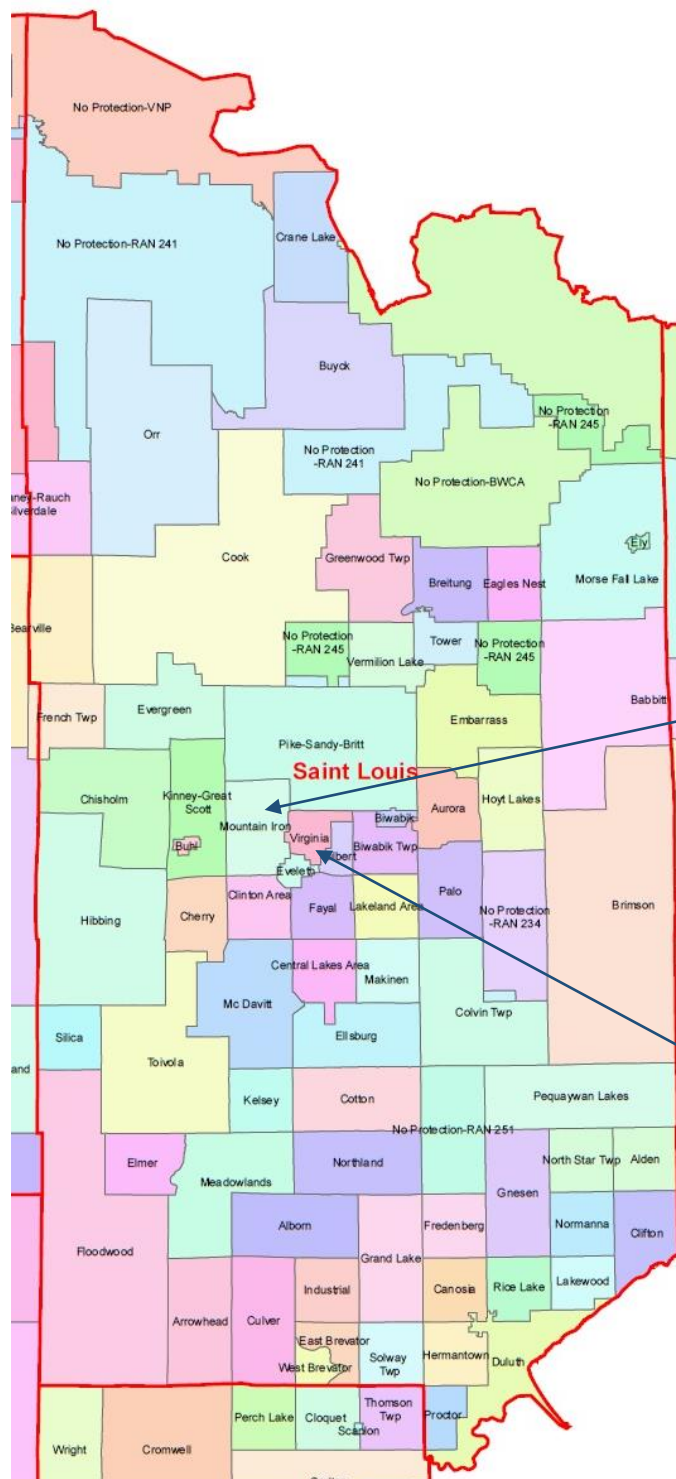 No Protection-VNP
No Protection-RAN 241
Crane Lake
Buyck
No Protection-RAN 245
Orr
No Protection
-RAN 241
No Protection-BWCA
-Rauch
Cook
Greenwood Twp
Ely
Breitung
Eagles Nest
Morse Fall Lake
No Protection
-RAN 245
Tower
No Protection
-RAN 245
Vermilion Lake
Babbitt
French Twp
Evergreen
Embarrass
Pike-Sandy-Britt
Saint Louis
Chisholm
Kinney-Great
Scott
Mountain Iron
Hoyt Lakes
Aurora
Biwabik
Virginia
Buhl
Biwabik Twp
Eveleth
Hibbing
Cherry
Clinton Area
Fayal
Lakeland Area
Palo
No Protection
-RAN 234
Brimson
Central Lakes Area
Makinen
Mc Davitt
Colvin Twp
Silica
Toivola
Ellsburg
Kelsey
Cotton
Pequaywan Lakes
No Protection-RAN 251
Elmer
Meadowlands
Northland
North Star Twp
Alden
Gnesen
Floodwood
Alborn
Grand Lake
Fredenberg
Normanna
Clifton
Industrial
Canosia
Rice Lake
Lakewood
Arrowhead
Culver
East Brevator
West Brevator
Solway
Twp
Hermantown
Duluth
Perch Lake
Cloquet
Thomson
Twp
Proctor
Scanlon
Wright
Cromwell